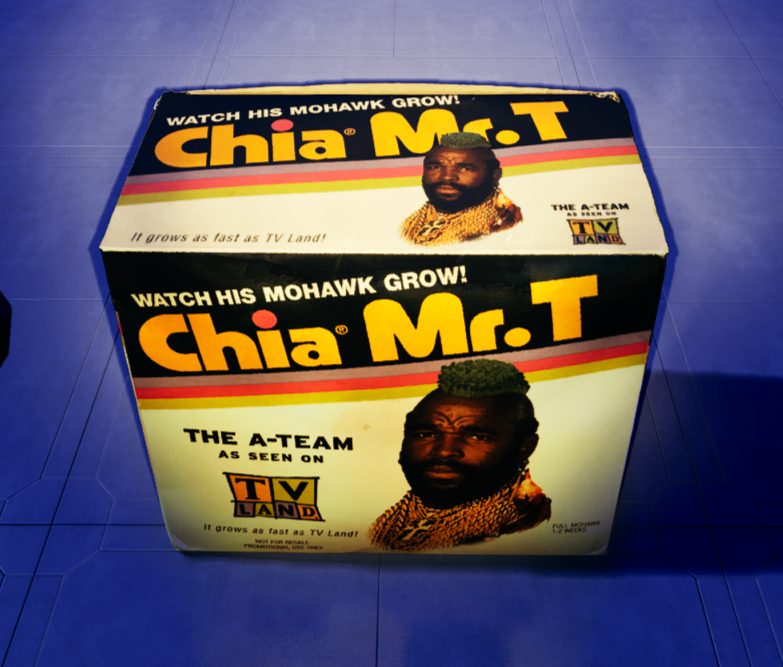 WATCH HIS MOHAWK GROW!
Chia® Mr. T
THE A-TEAM
AS SEEN ON
TV
LAND
It grows as fast as TV Land!
WATCH HIS MOHAWK GROW!
Chia® Mr. T
THE A-TEAM
AS SEEN ON
TV
LAND
It grows as fast as TV Land!
NOT FOR RESALE
PROMOTIONAL USE ONLY
FULL MOHAWK
1-2 WEEKS